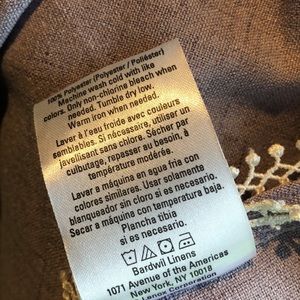 100% Polyester (Polyester / Poliéster)
Machine wash cold with like
colors. Only non-chlorine bleach when
needed. Tumble dry low.
Warm iron when needed.
Laver à l'eau froide avec couleurs
semblables. Si nécessaire, utiliser un
javellisant sans chlore. Sécher par
culbutage, repasser au besoin, à
température modérée.
Lavar a máquina en agua fria con
colores similares. Usar solamente
blanqueador sin cloro si es necesario.
Secar a máquina con temperatura baja.
Plancha tibia
si es necesario.
Bardwil Linens
1071 Avenue of the Americas
New York, NY 10018
Lenox Corporation